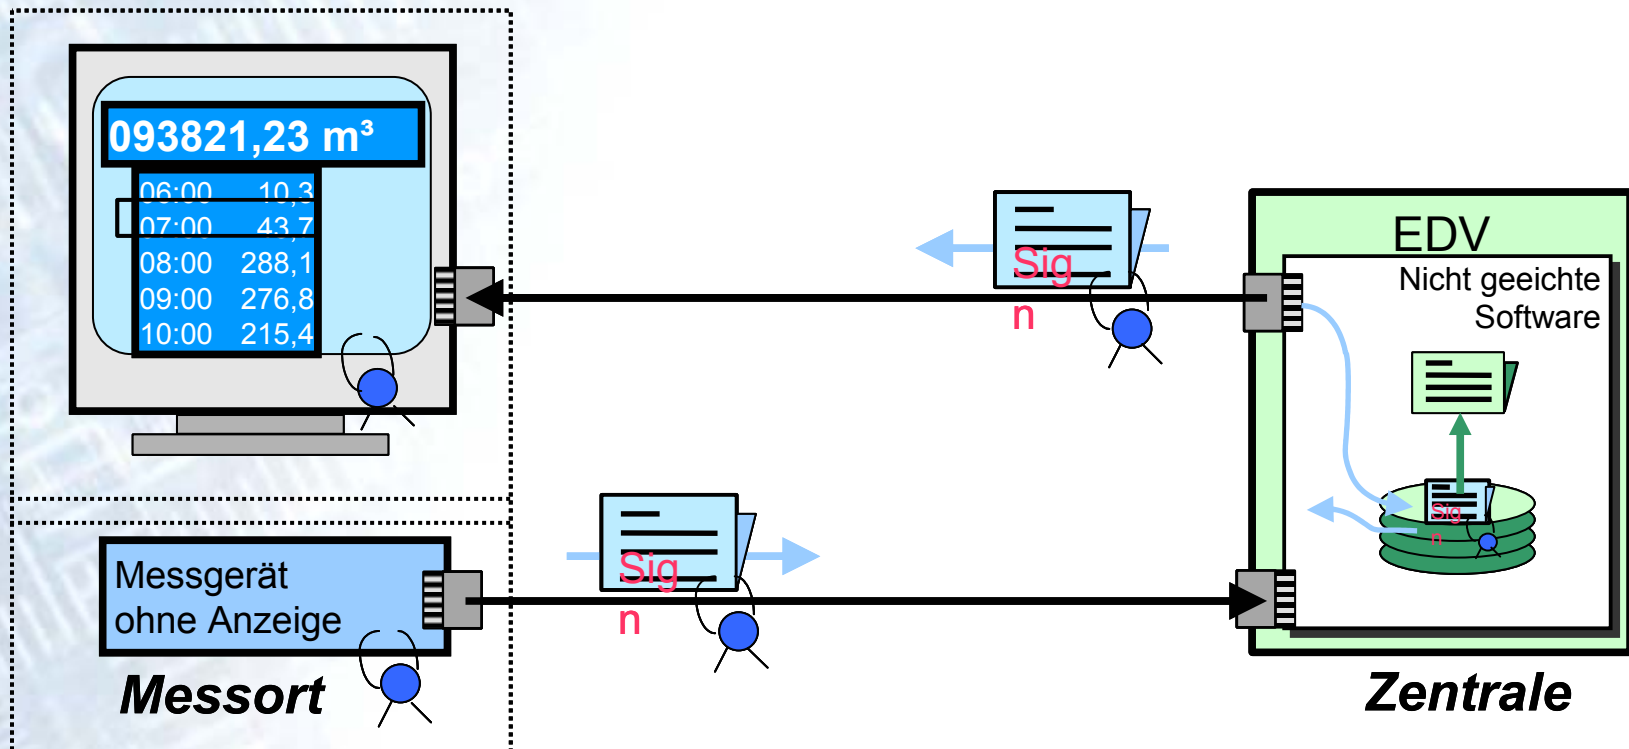 093821,23 m³
06:00 10,3
07:00 43,7
08:00 288,1
09:00 276,8
10:00 215,4
Sig
n
EDV
Nicht geeichte
Software
Sig
n
Messgerät
ohne Anzeige
Sig
n
Messort
Zentrale